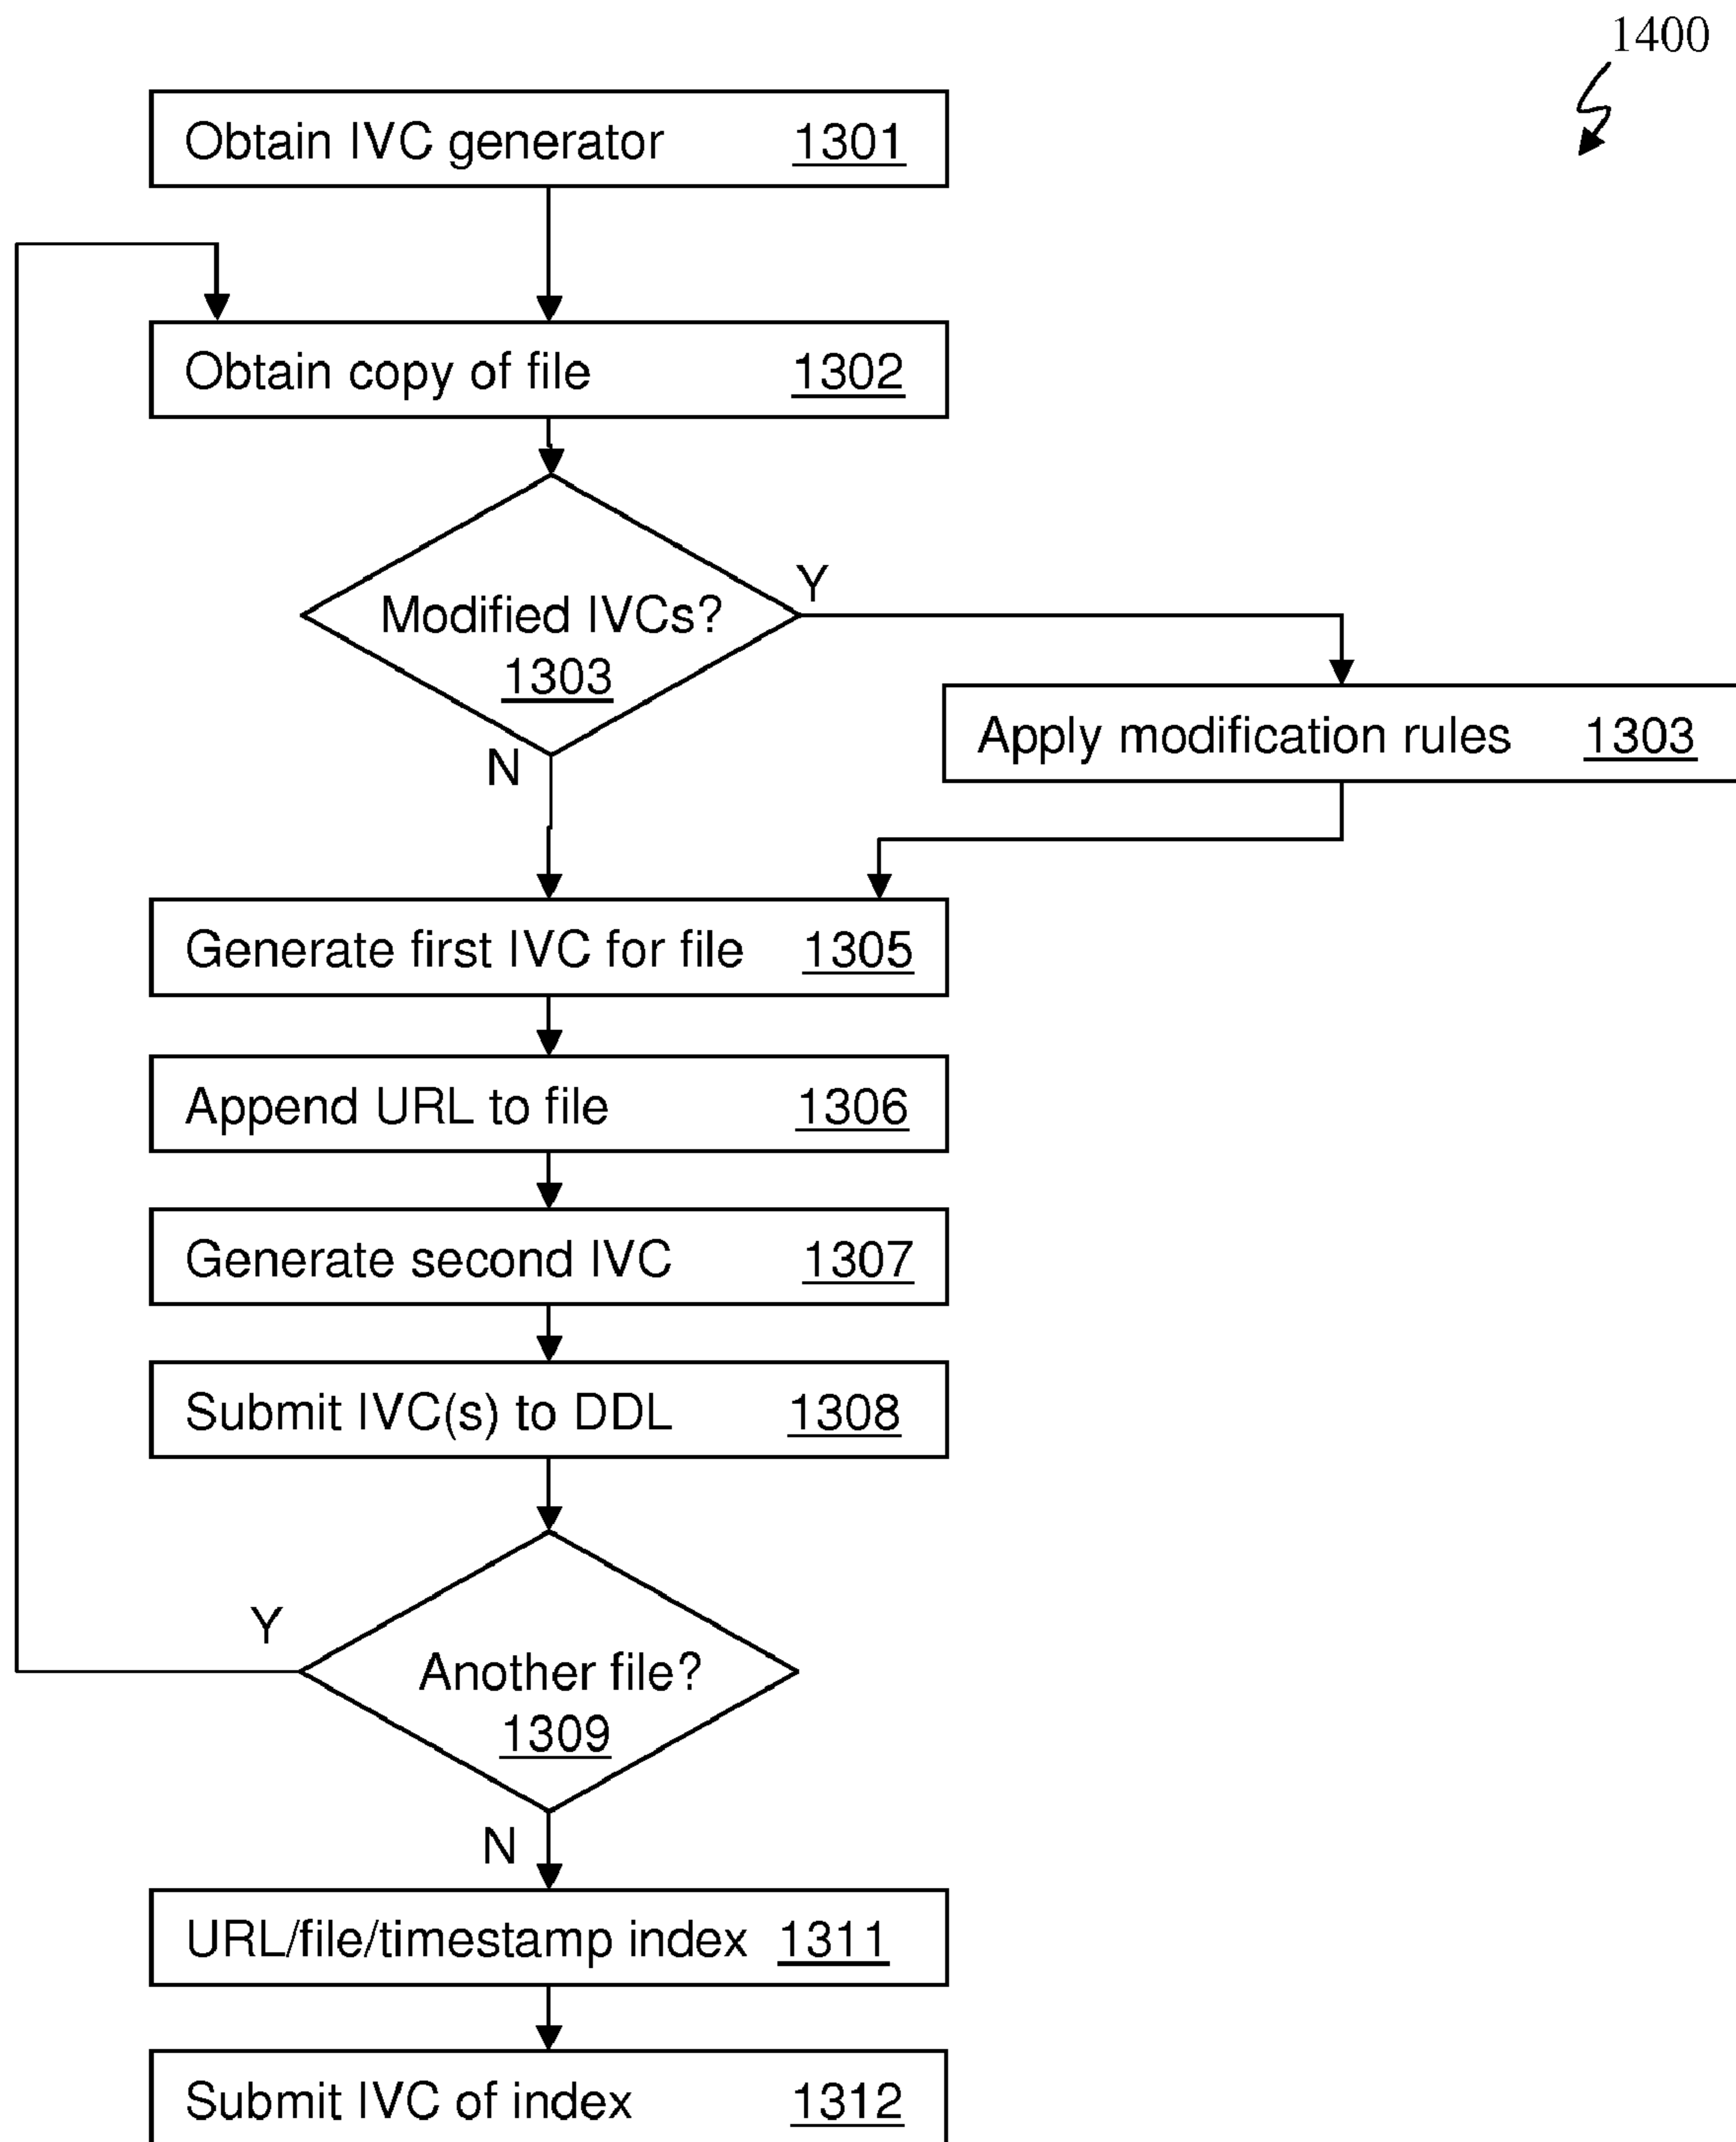 1400
Obtain IVC generator 1301
Obtain copy of file 1302
Y
Modified IVCs?
1303
Apply modification rules 1303
N
Generate first IVC for file 1305
Append URL to file 1306
Generate second IVC 1307
Submit IVC(s) to DDL 1308
Y
Another file?
1309
N
URL/file/timestamp index 1311
Submit IVC of index 1312